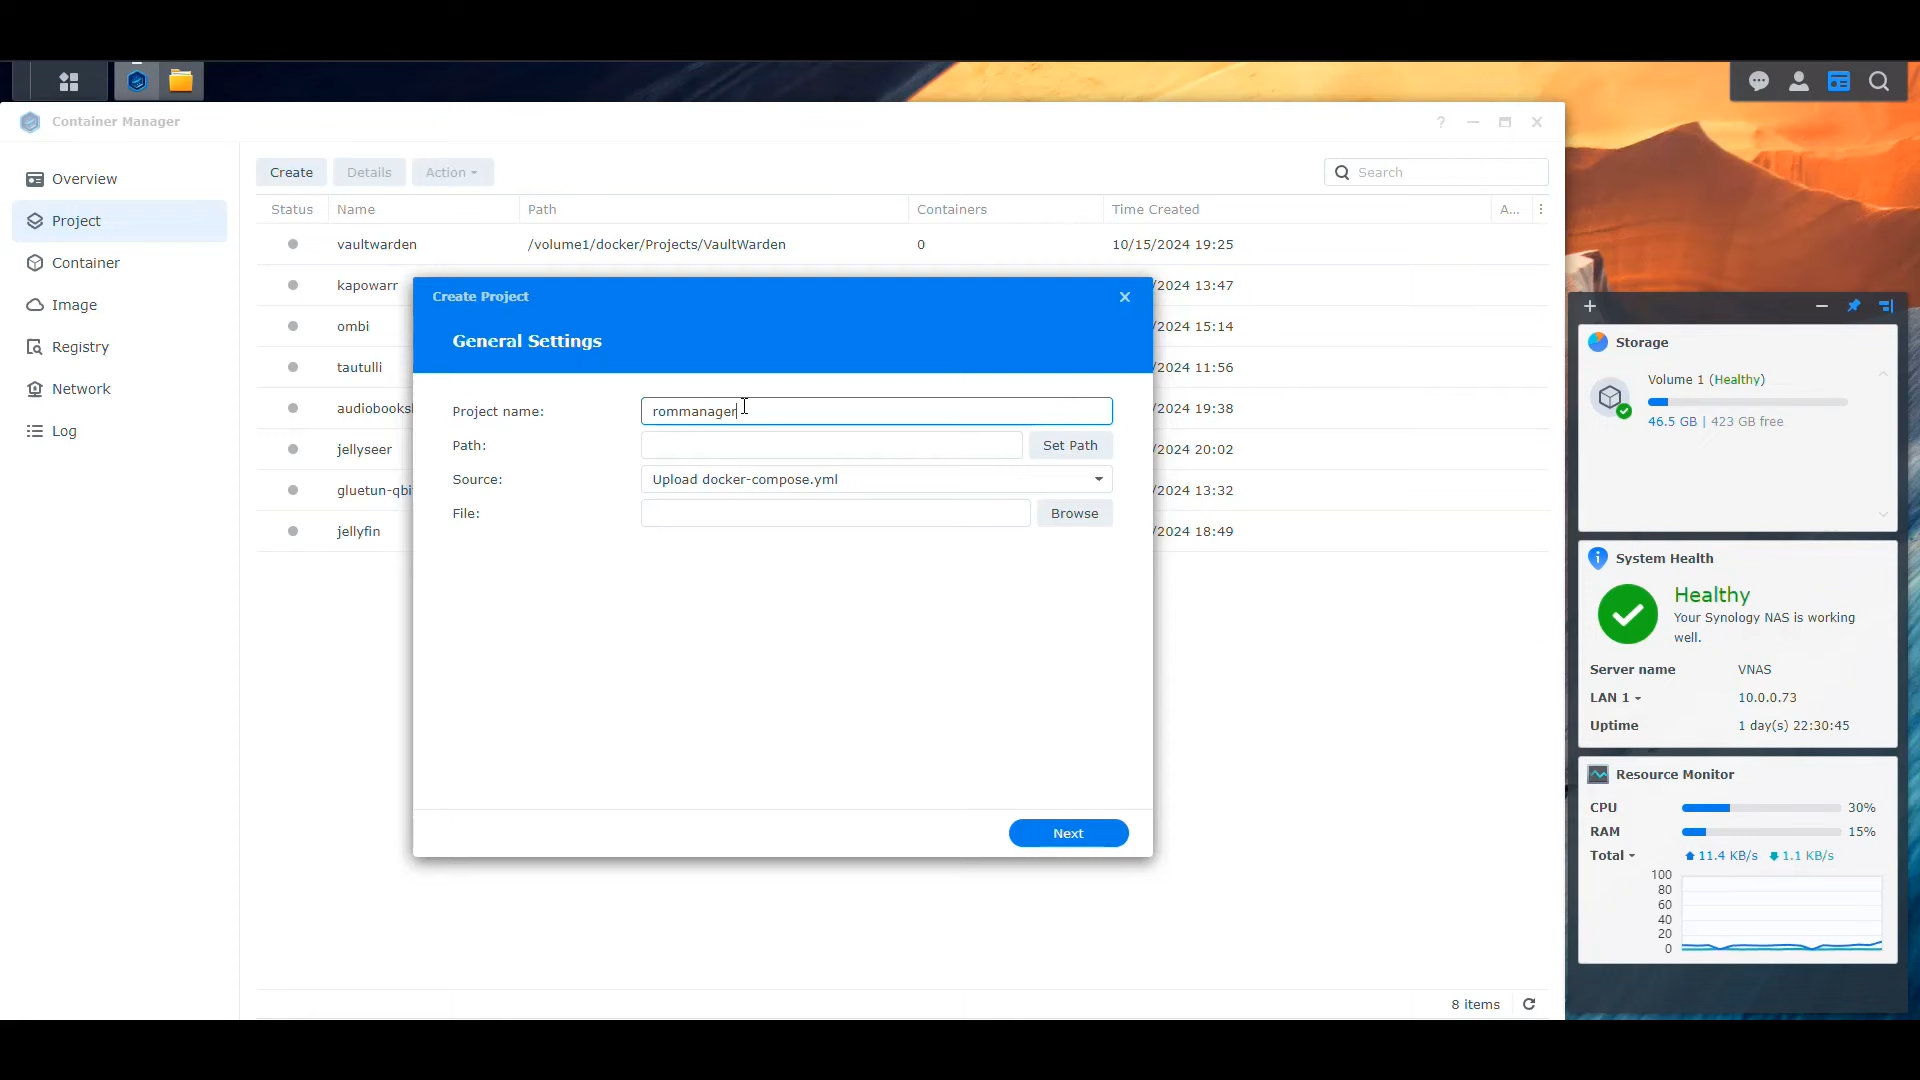 Container Manager
?
Overview
Project
Container
Image
Registry
Network
Log
Create
Details
Action
Search
Status
Name
Path
Containers
Time Created
A...
vaultwarden
/volume1/docker/Projects/VaultWarden
0
10/15/2024 19:25
kapowarr
/2024 13:47
ombi
/2024 15:14
tautulli
/2024 11:56
audiobooksh
/2024 19:38
jellyseer
/2024 20:02
gluetun-qbi
/2024 13:32
jellyfin
/2024 18:49
8 items
Create Project
General Settings
Project name:
rommanager
Path:
Set Path
Source:
Upload docker-compose.yml
File:
Browse
Next
Storage
Volume 1 (Healthy)
46.5 GB | 423 GB free
System Health
Healthy
Your Synology NAS is working
well.
Server name
VNAS
LAN 1
10.0.0.73
Uptime
1 day(s) 22:30:45
Resource Monitor
CPU
30%
RAM
15%
Total
11.4 KB/s
1.1 KB/s
100
80
60
40
20
0